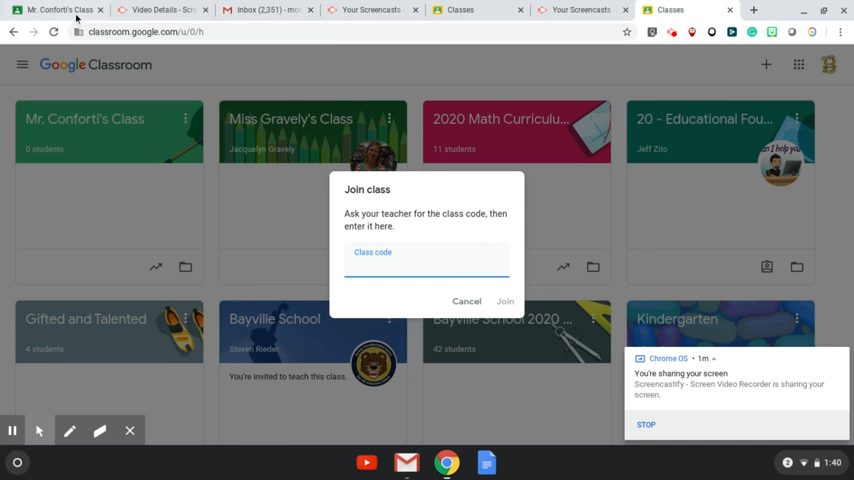 Mr. Conforti's Class
Video Details - Scr
Inbox (2,351) - mos
Your Screencasts -
Classes
Your Screencasts -
Classes
classroom.google.com/u/0/h
Google Classroom
Mr. Conforti's Class
0 students
Miss Gravely's Class
Jacquelyn Gravely
2020 Math Curriculu...
11 students
20 - Educational Fou...
Jeff Zito
an I help you
Join class
Ask your teacher for the class code, then
enter it here.
Class code
Cancel
Join
Gifted and Talented
4 students
Bayville School
Steven Rieder
You're invited to teach this class.
Bayville School 2020 ...
42 students
Kindergarten
Chrome OS • 1m
You're sharing your screen
Screencastify - Screen Video Recorder is sharing your
screen.
STOP
2
1:40